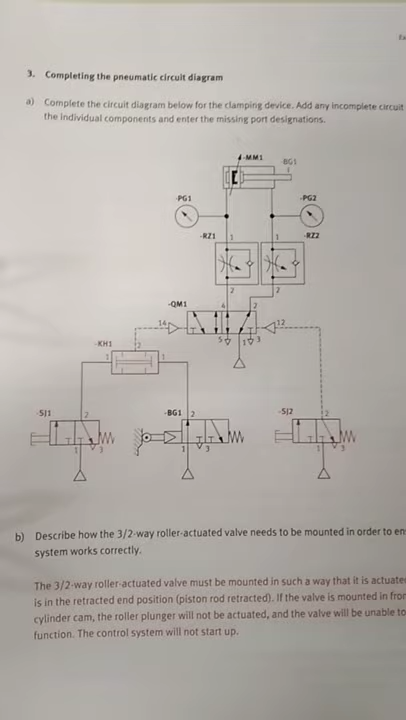 3. Completing the pneumatic circuit diagram
a) Complete the circuit diagram below for the clamping device. Add any incomplete circuit
the individual components and enter the missing port designations.
-MM1
-BG1
-PG1
-PG2
-RZ1 1
1 -RZ2
2
2
-QM1 4 2
14
12
5 1 3
-KH1 2
1 1
-SJ1 2
-BG1 2
-SJ2 2
1 3
1 3
1 3
b) Describe how the 3/2-way roller-actuated valve needs to be mounted in order to en
system works correctly.
The 3/2-way roller-actuated valve must be mounted in such a way that it is actuate
is in the retracted end position (piston rod retracted). If the valve is mounted in fron
cylinder cam, the roller plunger will not be actuated, and the valve will be unable to
function. The control system will not start up.